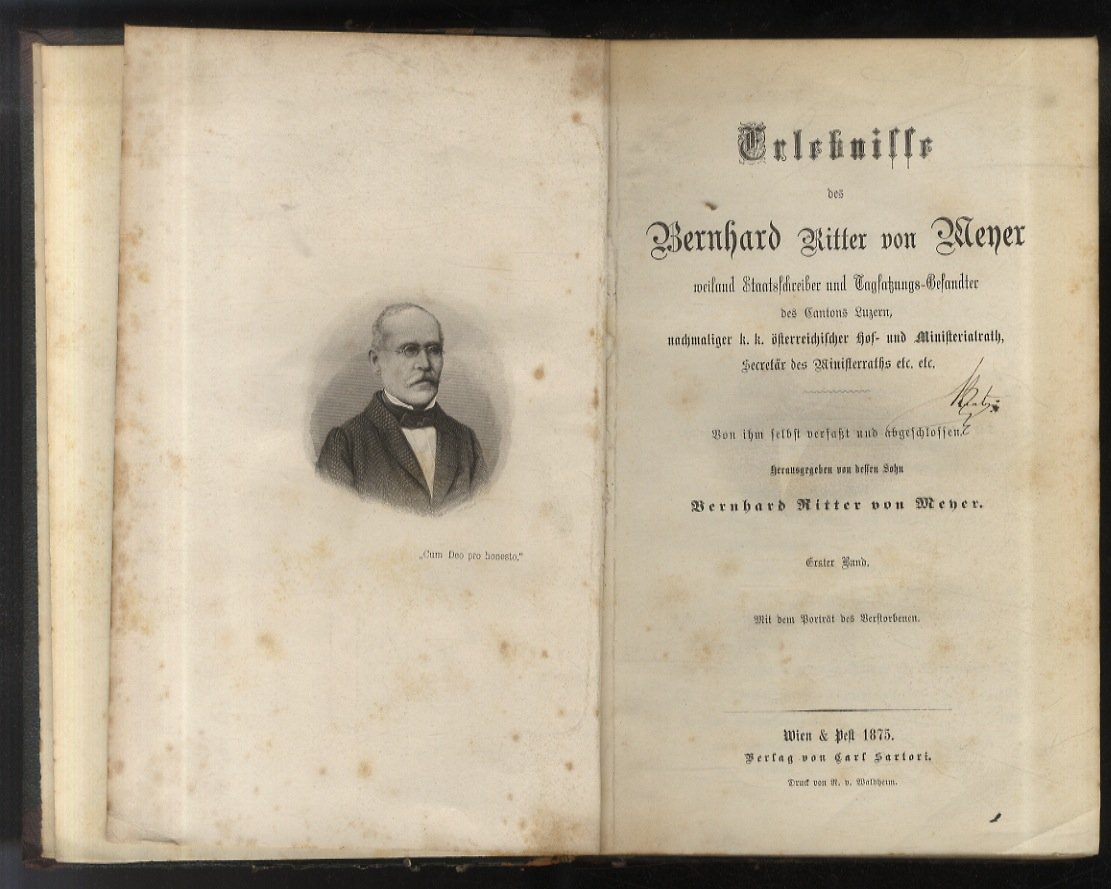 „Cum Deo pro honesto.“
Erlebnisse
des
Bernhard Ritter von Meyer
weiland Staatsschreiber und Tagsatzungs-Gesandter
des Cantons Luzern,
nachmaliger k. k. österreichischer Hof- und Ministerialrath,
Secretär des Ministerraths etc. etc.
Von ihm selbst verfaßt und abgeschlossen.
Herausgegeben von dessen Sohn
Bernhard Ritter von Meyer.
Erster Band.
Mit dem Porträt des Verstorbenen.
Wien & Pest 1875.
Verlag von Carl Sartori.
Druck von R. v. Waldheim.